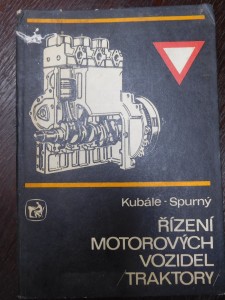 Kubále · Spurný
ŘÍZENÍ
MOTOROVÝCH
VOZIDEL
/TRAKTORY/